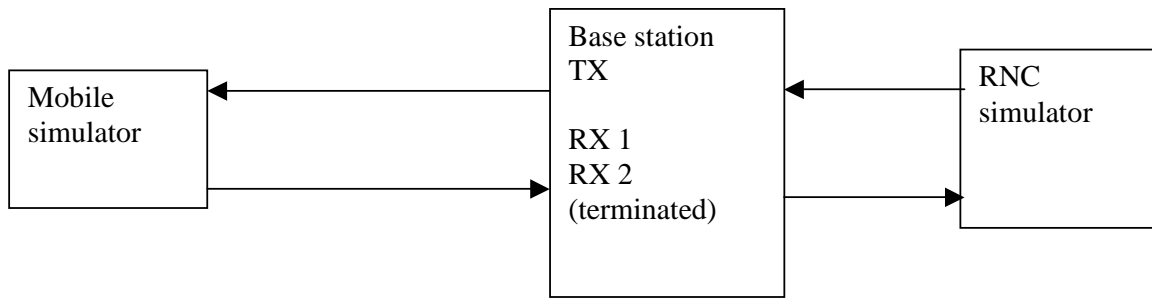 Mobile
simulator
Base station
TX
RX 1
RX 2
(terminated)
RNC
simulator